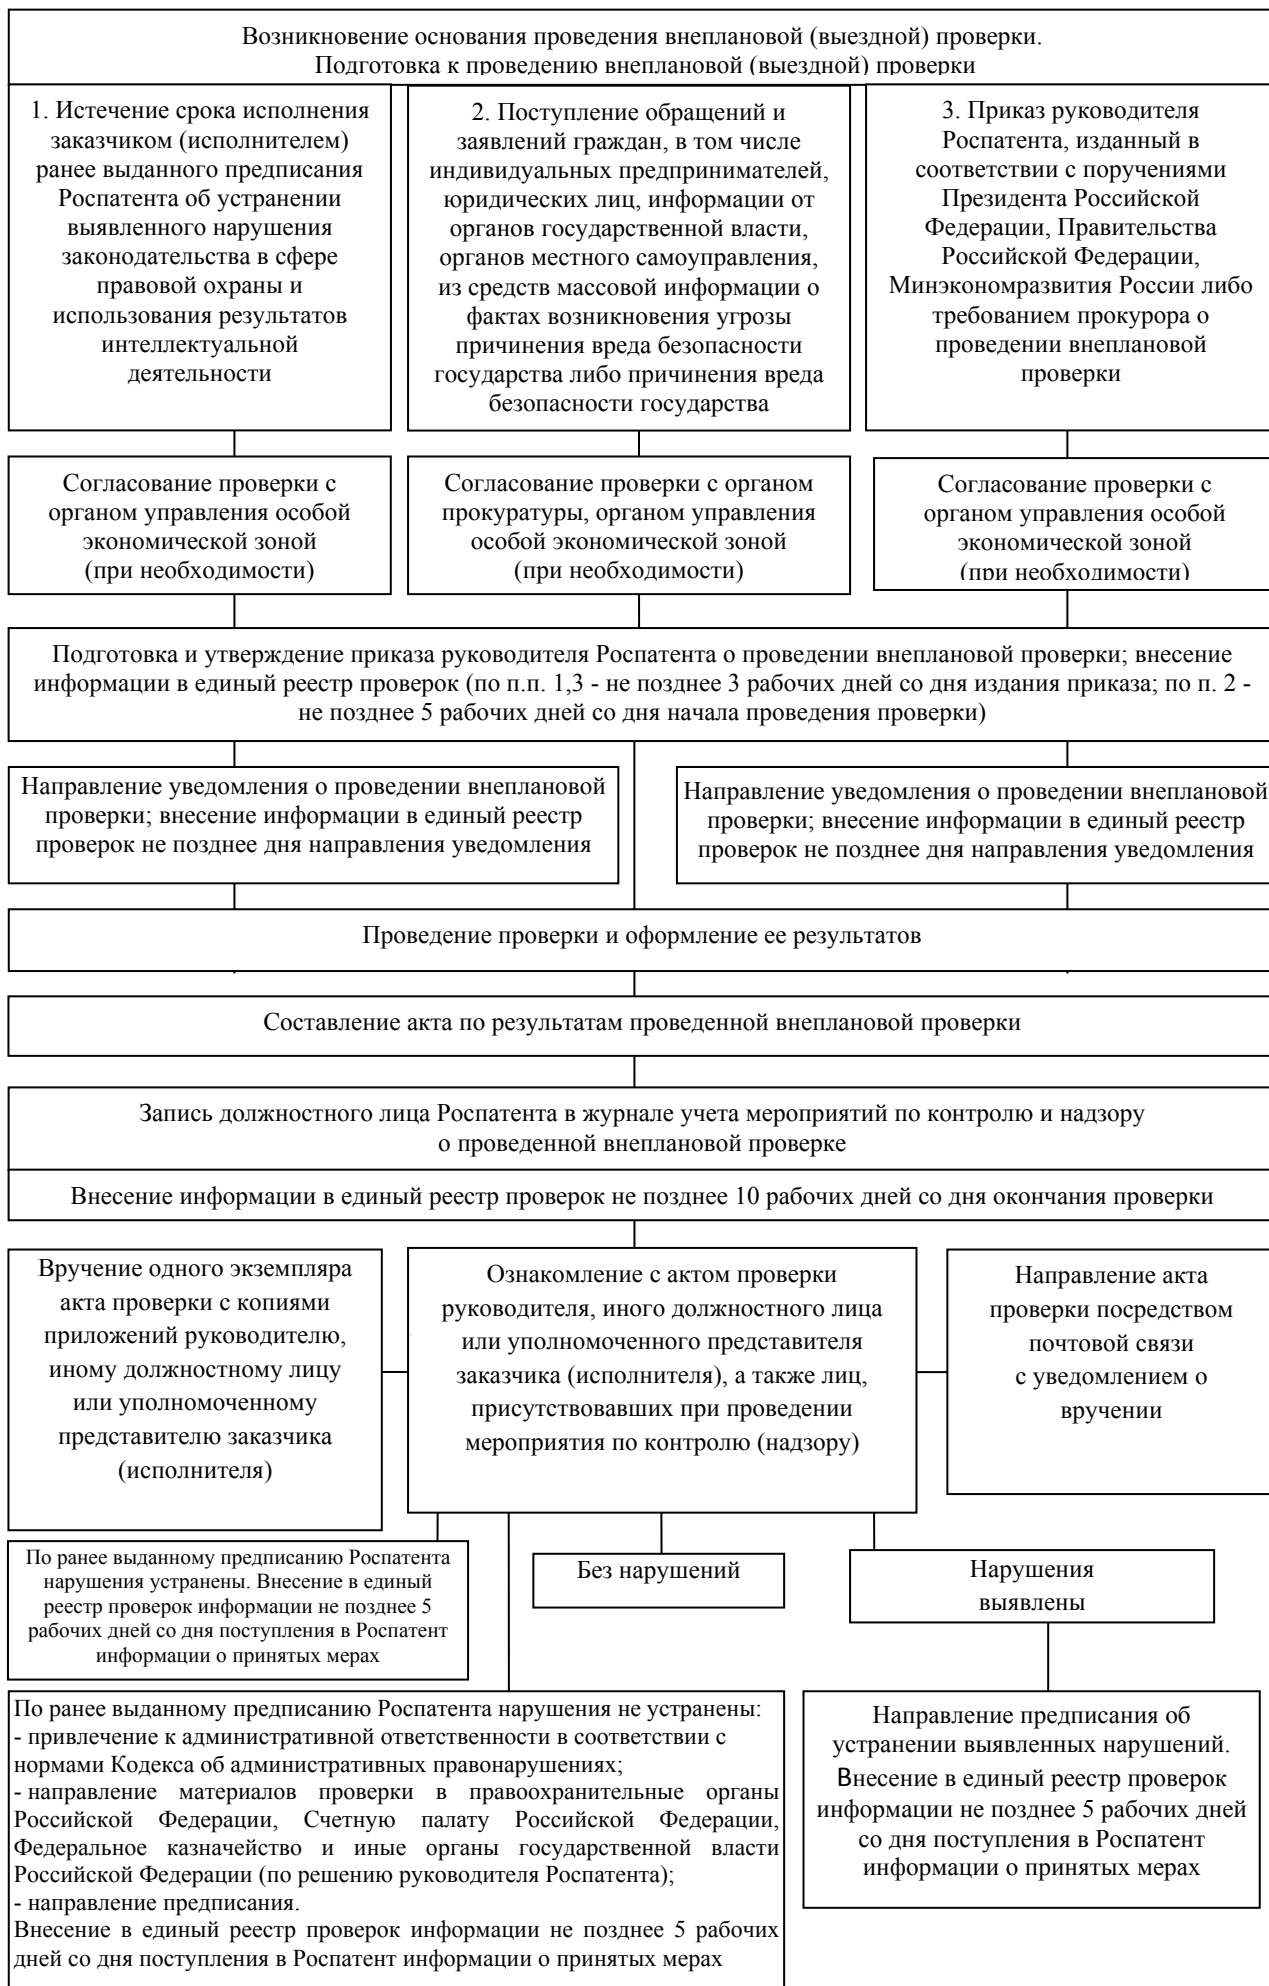 Возникновение основания проведения внеплановой (выездной) проверки.
Подготовка к проведению внеплановой (выездной) проверки
1. Истечение срока исполнения
заказчиком (исполнителем)
ранее выданного предписания
Роспатента об устранении
выявленного нарушения
законодательства в сфере
правовой охраны и
использования результатов
интеллектуальной
деятельности
2. Поступление обращений и
заявлений граждан, в том числе
индивидуальных предпринимателей,
юридических лиц, информации от
органов государственной власти,
органов местного самоуправления,
из средств массовой информации о
фактах возникновения угрозы
причинения вреда безопасности
государства либо причинения вреда
безопасности государства
3. Приказ руководителя
Роспатента, изданный в
соответствии с поручениями
Президента Российской
Федерации, Правительства
Российской Федерации,
Минэкономразвития России либо
требованием прокурора о
проведении внеплановой
проверки
Согласование проверки с
органом управления особой
экономической зоной
(при необходимости)
Согласование проверки с органом
прокуратуры, органом управления
особой экономической зоной
(при необходимости)
Согласование проверки с
органом управления особой
экономической зоной
(при необходимости)
Подготовка и утверждение приказа руководителя Роспатента о проведении внеплановой проверки; внесение
информации в единый реестр проверок (по п.п. 1,3 - не позднее 3 рабочих дней со дня издания приказа; по п. 2 -
не позднее 5 рабочих дней со дня начала проведения проверки)
Направление уведомления о проведении внеплановой
проверки; внесение информации в единый реестр
проверок не позднее дня направления уведомления
Направление уведомления о проведении внеплановой
проверки; внесение информации в единый реестр
проверок не позднее дня направления уведомления
Проведение проверки и оформление ее результатов
Составление акта по результатам проведенной внеплановой проверки
Запись должностного лица Роспатента в журнале учета мероприятий по контролю и надзору
о проведенной внеплановой проверке
Внесение информации в единый реестр проверок не позднее 10 рабочих дней со дня окончания проверки
Вручение одного экземпляра
акта проверки с копиями
приложений руководителю,
иному должностному лицу
или уполномоченному
представителю заказчика
(исполнителя)
Ознакомление с актом проверки
руководителя, иного должностного лица
или уполномоченного представителя
заказчика (исполнителя), а также лиц,
присутствовавших при проведении
мероприятия по контролю (надзору)
Направление акта
проверки посредством
почтовой связи
с уведомлением о
вручении
По ранее выданному предписанию Роспатента
нарушения устранены. Внесение в единый
реестр проверок информации не позднее 5
рабочих дней со дня поступления в Роспатент
информации о принятых мерах
Без нарушений
Нарушения
выявлены
По ранее выданному предписанию Роспатента нарушения не устранены:
- привлечение к административной ответственности в соответствии с
нормами Кодекса об административных правонарушениях;
- направление материалов проверки в правоохранительные органы
Российской Федерации, Счетную палату Российской Федерации,
Федеральное казначейство и иные органы государственной власти
Российской Федерации (по решению руководителя Роспатента);
- направление предписания.
Внесение в единый реестр проверок информации не позднее 5 рабочих
дней со дня поступления в Роспатент информации о принятых мерах
Направление предписания об
устранении выявленных нарушений.
Внесение в единый реестр проверок
информации не позднее 5 рабочих дней
со дня поступления в Роспатент
информации о принятых мерах